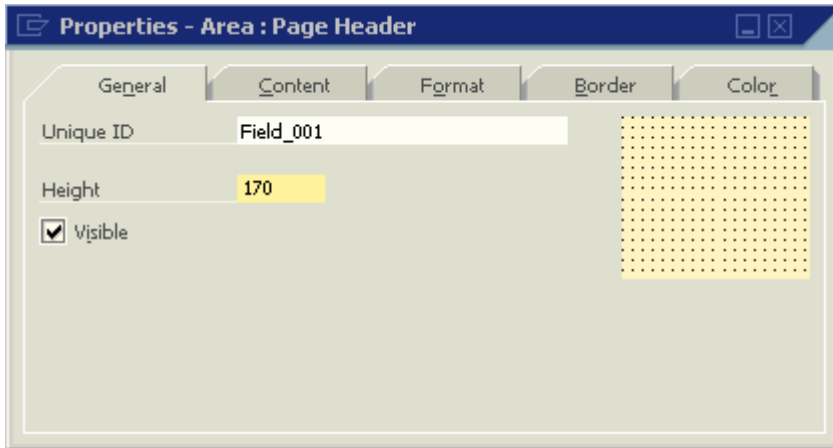 Properties - Area : Page Header
General Content Format Border Color
Unique ID Field_001
Height 170
Visible